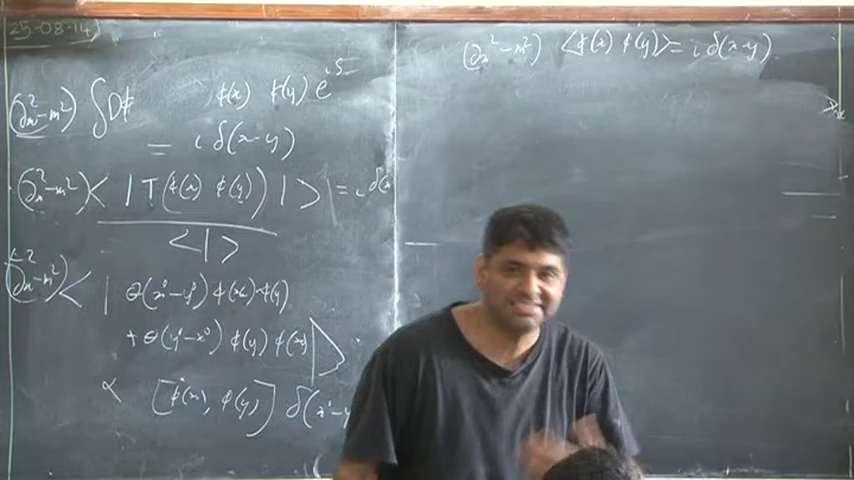 25-08-14
(∂ₓ² - m²) ∫Dϕ ϕ(x) ϕ(y) e^{iS}
= i δ(x-y)
(∂ₓ² - m²) < | T(ϕ(x) ϕ(y)) | > = i δ(x
< | >
(∂ₓ² - m²) < | θ(x⁰-y⁰) ϕ(x) ϕ(y)
+ θ(y⁰-x⁰) ϕ(y) ϕ(x) | >
∝ [ϕ̇(x), ϕ(y)] δ(x⁰-y
(∂ₓ² - m²) <ϕ(x) ϕ(y)> = i δ(x-y)